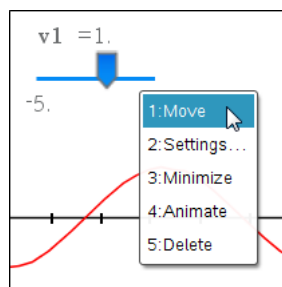 v1 =1.
-5.
1:Move
2:Settings...
3:Minimize
4:Animate
5:Delete